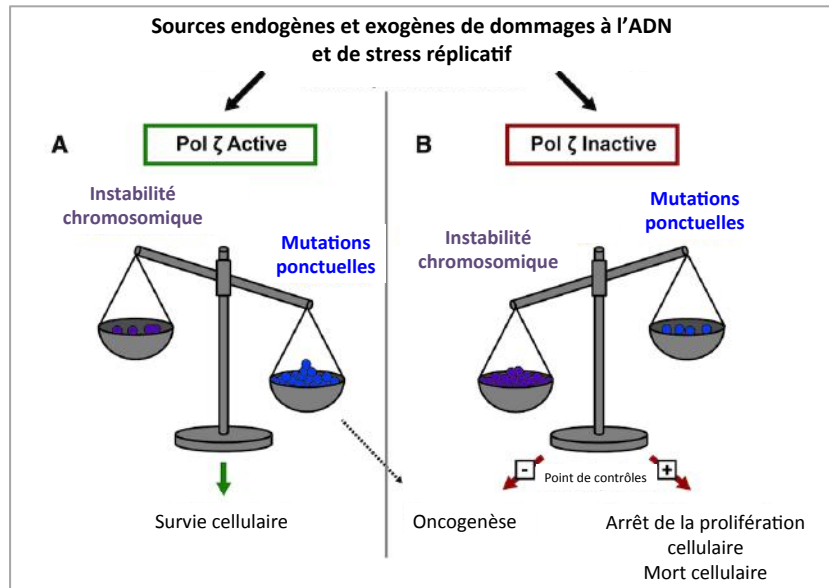 Sources endogènes et exogènes de dommages à l'ADN
et de stress réplicatif
A
Pol ζ Active
Instabilité
chromosomique
Mutations
ponctuelles
Survie cellulaire
B
Pol ζ Inactive
Mutations
ponctuelles
Instabilité
chromosomique
- Point de contrôles +
Oncogenèse
Arrêt de la prolifération
cellulaire
Mort cellulaire